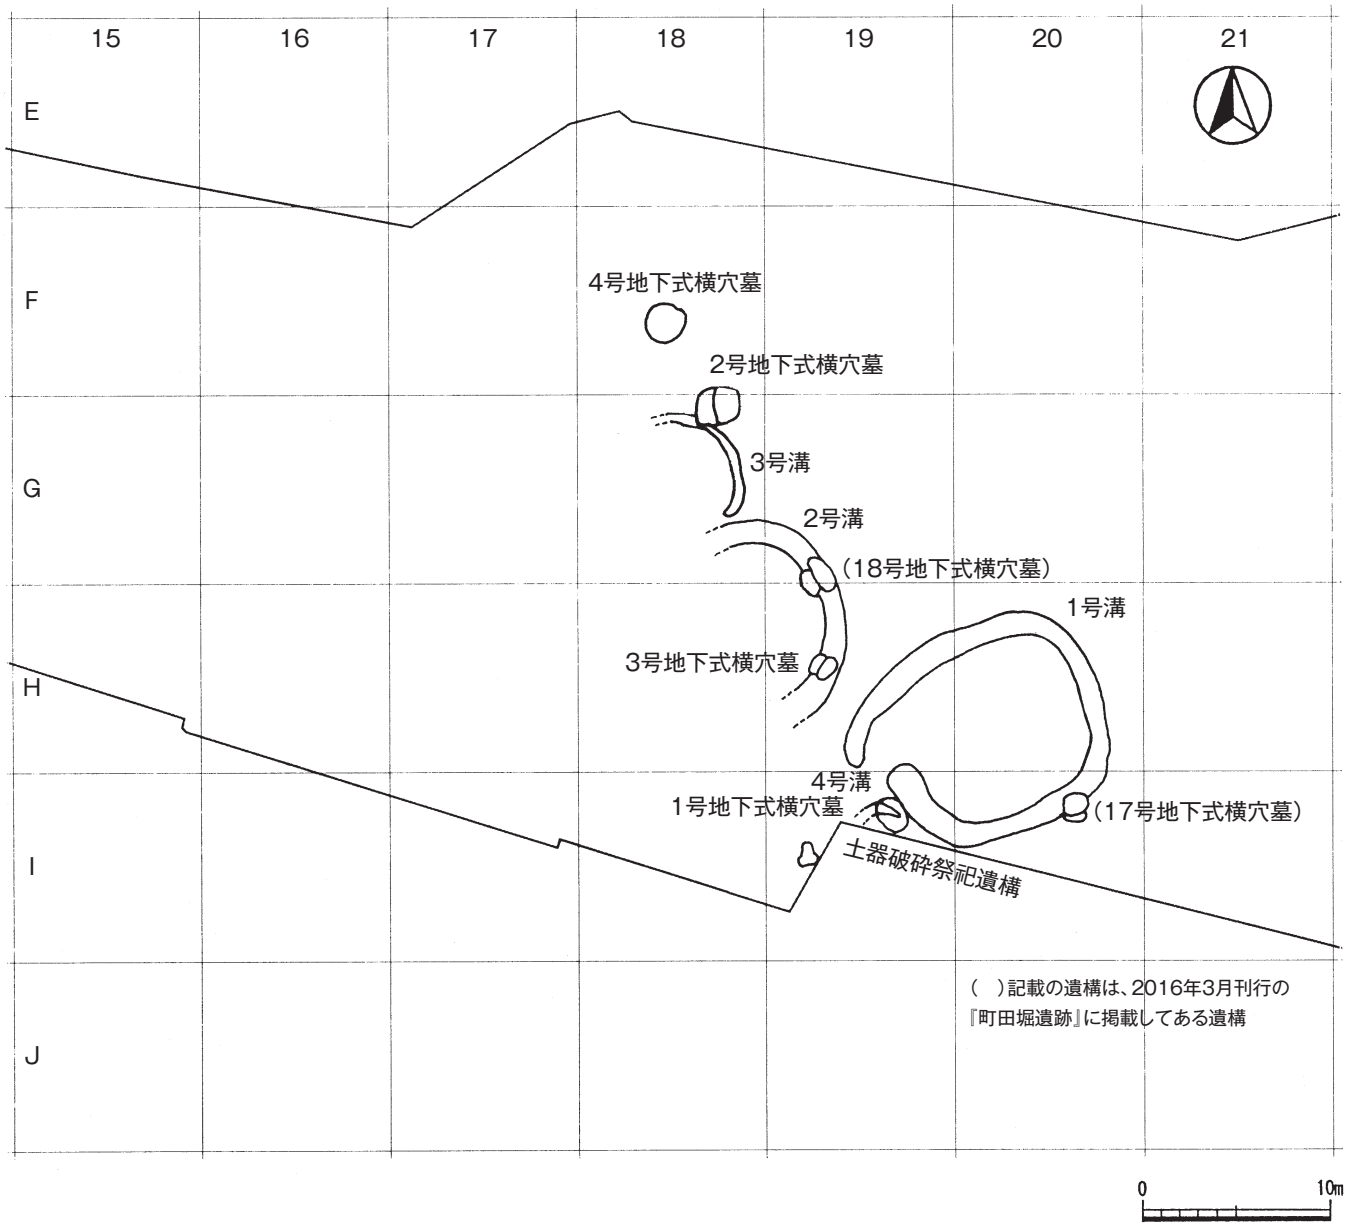 15 16 17 18 19 20 21
E
F
4号地下式横穴墓
2号地下式横穴墓
3号溝
G
2号溝
(18号地下式横穴墓)
1号溝
3号地下式横穴墓
H
4号溝
1号地下式横穴墓
(17号地下式横穴墓)
土器破砕祭祀遺構
I
(　)記載の遺構は、2016年3月刊行の
『町田堀遺跡』に掲載してある遺構
J
0 10m